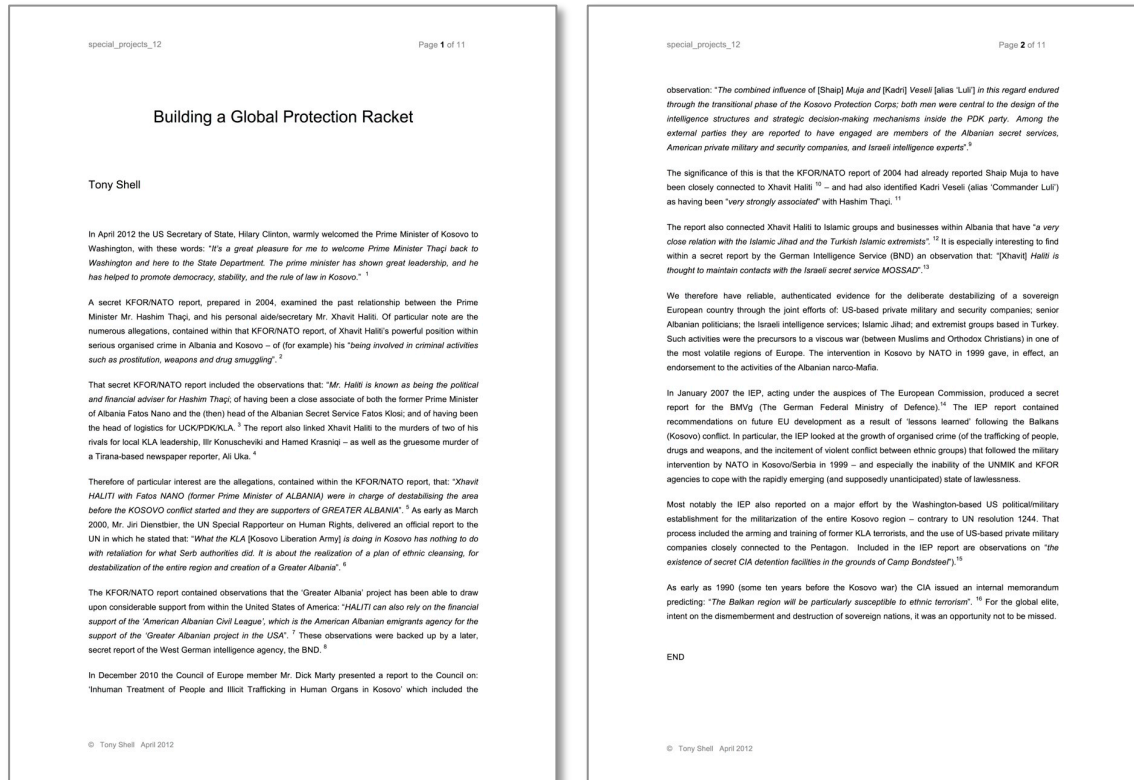 special_projects_12 Page 1 of 11
Building a Global Protection Racket
Tony Shell
In April 2012 the US Secretary of State, Hilary Clinton, warmly welcomed the Prime Minister of Kosovo to
Washington, with these words: “It’s a great pleasure for me to welcome Prime Minister Thaçi back to
Washington and here to the State Department. The prime minister has shown great leadership, and he
has helped to promote democracy, stability, and the rule of law in Kosovo.” 1
A secret KFOR/NATO report, prepared in 2004, examined the past relationship between the Prime
Minister Mr. Hashim Thaçi, and his personal aide/secretary Mr. Xhavit Haliti. Of particular note are the
numerous allegations, contained within that KFOR/NATO report, of Xhavit Haliti’s powerful position within
serious organised crime in Albania and Kosovo – of (for example) his “being involved in criminal activities
such as prostitution, weapons and drug smuggling”. 2
That secret KFOR/NATO report included the observations that: “Mr. Haliti is known as being the political
and financial adviser for Hashim Thaçi; of having been a close associate of both the former Prime Minister
of Albania Fatos Nano and the (then) head of the Albanian Secret Service Fatos Klosi; and of having been
the head of logistics for UCK/PDK/KLA. 3 The report also linked Xhavit Haliti to the murders of two of his
rivals for local KLA leadership, Illr Konuscheviki and Hamed Krasniqi – as well as the gruesome murder of
a Tirana-based newspaper reporter, Ali Uka. 4
Therefore of particular interest are the allegations, contained within the KFOR/NATO report, that: “Xhavit
HALITI with Fatos NANO (former Prime Minister of ALBANIA) were in charge of destabilising the area
before the KOSOVO conflict started and they are supporters of GREATER ALBANIA”. 5 As early as March
2000, Mr. Jiri Dienstbier, the UN Special Rapporteur on Human Rights, delivered an official report to the
UN in which he stated that: “What the KLA [Kosovo Liberation Army] is doing in Kosovo has nothing to do
with retaliation for what Serb authorities did. It is about the realization of a plan of ethnic cleansing, for
destabilization of the entire region and creation of a Greater Albania”. 6
The KFOR/NATO report contained observations that the ‘Greater Albania’ project has been able to draw
upon considerable support from within the United States of America: “HALITI can also rely on the financial
support of the ‘American Albanian Civil League’, which is the American Albanian emigrants agency for the
support of the ‘Greater Albanian project in the USA”. 7 These observations were backed up by a later,
secret report of the West German intelligence agency, the BND. 8
In December 2010 the Council of Europe member Mr. Dick Marty presented a report to the Council on:
‘Inhuman Treatment of People and Illicit Trafficking in Human Organs in Kosovo’ which included the
© Tony Shell April 2012
special_projects_12 Page 2 of 11
observation: “The combined influence of [Shaip] Muja and [Kadri] Veseli [alias ‘Luli’] in this regard endured
through the transitional phase of the Kosovo Protection Corps; both men were central to the design of the
intelligence structures and strategic decision-making mechanisms inside the PDK party. Among the
external parties they are reported to have engaged are members of the Albanian secret services,
American private military and security companies, and Israeli intelligence experts”.9
The significance of this is that the KFOR/NATO report of 2004 had already reported Shaip Muja to have
been closely connected to Xhavit Haliti 10 – and had also identified Kadri Veseli (alias ‘Commander Luli’)
as having been “very strongly associated” with Hashim Thaçi. 11
The report also connected Xhavit Haliti to Islamic groups and businesses within Albania that have “a very
close relation with the Islamic Jihad and the Turkish Islamic extremists”. 12 It is especially interesting to find
within a secret report by the German Intelligence Service (BND) an observation that: “[Xhavit] Haliti is
thought to maintain contacts with the Israeli secret service MOSSAD”.13
We therefore have reliable, authenticated evidence for the deliberate destabilizing of a sovereign
European country through the joint efforts of: US-based private military and security companies; senior
Albanian politicians; the Israeli intelligence services; Islamic Jihad; and extremist groups based in Turkey.
Such activities were the precursors to a viscous war (between Muslims and Orthodox Christians) in one of
the most volatile regions of Europe. The intervention in Kosovo by NATO in 1999 gave, in effect, an
endorsement to the activities of the Albanian narco-Mafia.
In January 2007 the IEP, acting under the auspices of The European Commission, produced a secret
report for the BMVg (The German Federal Ministry of Defence).14 The IEP report contained
recommendations on future EU development as a result of ‘lessons learned’ following the Balkans
(Kosovo) conflict. In particular, the IEP looked at the growth of organised crime (of the trafficking of people,
drugs and weapons, and the incitement of violent conflict between ethnic groups) that followed the military
intervention by NATO in Kosovo/Serbia in 1999 – and especially the inability of the UNMIK and KFOR
agencies to cope with the rapidly emerging (and supposedly unanticipated) state of lawlessness.
Most notably the IEP also reported on a major effort by the Washington-based US political/military
establishment for the militarization of the entire Kosovo region – contrary to UN resolution 1244. That
process included the arming and training of former KLA terrorists, and the use of US-based private military
companies closely connected to the Pentagon. Included in the IEP report are observations on “the
existence of secret CIA detention facilities in the grounds of Camp Bondsteel”).15
As early as 1990 (some ten years before the Kosovo war) the CIA issued an internal memorandum
predicting: “The Balkan region will be particularly susceptible to ethnic terrorism”. 16 For the global elite,
intent on the dismemberment and destruction of sovereign nations, it was an opportunity not to be missed.
END
© Tony Shell April 2012